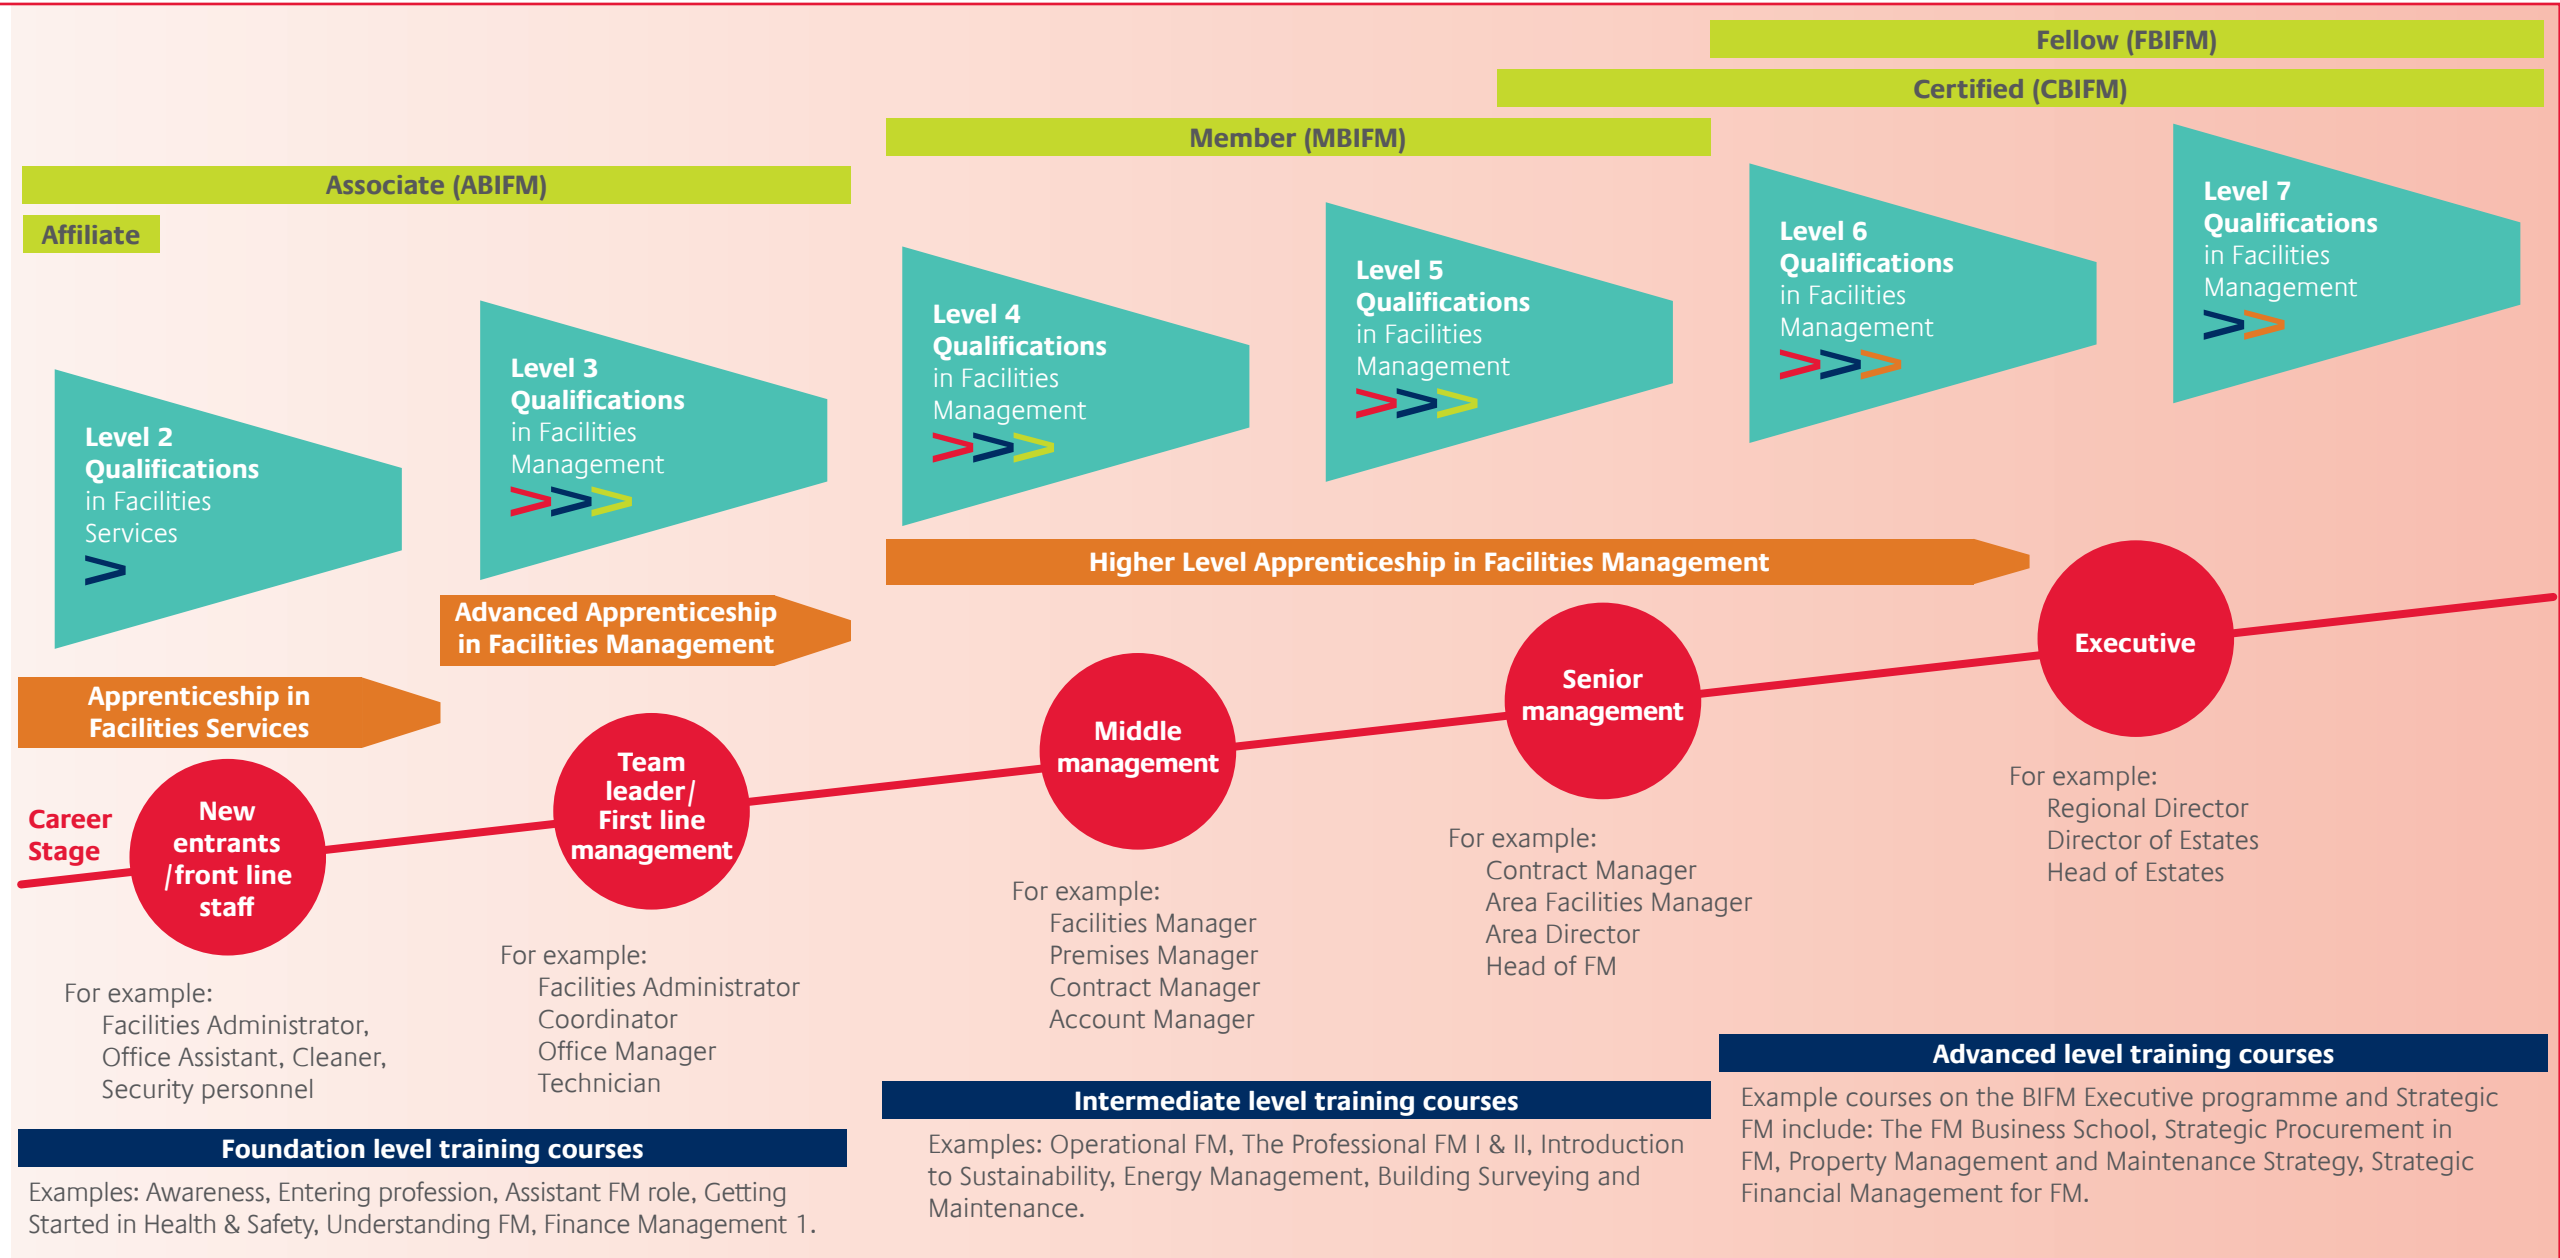 Fellow (FBIFM)
Certified (CBIFM)
Member (MBIFM)
Associate (ABIFM)
Affiliate
Level 2
Qualifications
in Facilities
Services
Level 3
Qualifications
in Facilities
Management
Level 4
Qualifications
in Facilities
Management
Level 5
Qualifications
in Facilities
Management
Level 6
Qualifications
in Facilities
Management
Level 7
Qualifications
in Facilities
Management
Apprenticeship in
Facilities Services
Advanced Apprenticeship
in Facilities Management
Higher Level Apprenticeship in Facilities Management
Career
Stage
New
entrants
/front line
staff
Team
leader/
First line
management
Middle
management
Senior
management
Executive
For example:
Facilities Administrator,
Office Assistant, Cleaner,
Security personnel
For example:
Facilities Administrator
Coordinator
Office Manager
Technician
For example:
Facilities Manager
Premises Manager
Contract Manager
Account Manager
For example:
Contract Manager
Area Facilities Manager
Area Director
Head of FM
For example:
Regional Director
Director of Estates
Head of Estates
Foundation level training courses
Examples: Awareness, Entering profession, Assistant FM role, Getting
Started in Health & Safety, Understanding FM, Finance Management 1.
Intermediate level training courses
Examples: Operational FM, The Professional FM I & II, Introduction
to Sustainability, Energy Management, Building Surveying and
Maintenance.
Advanced level training courses
Example courses on the BIFM Executive programme and Strategic
FM include: The FM Business School, Strategic Procurement in
FM, Property Management and Maintenance Strategy, Strategic
Financial Management for FM.